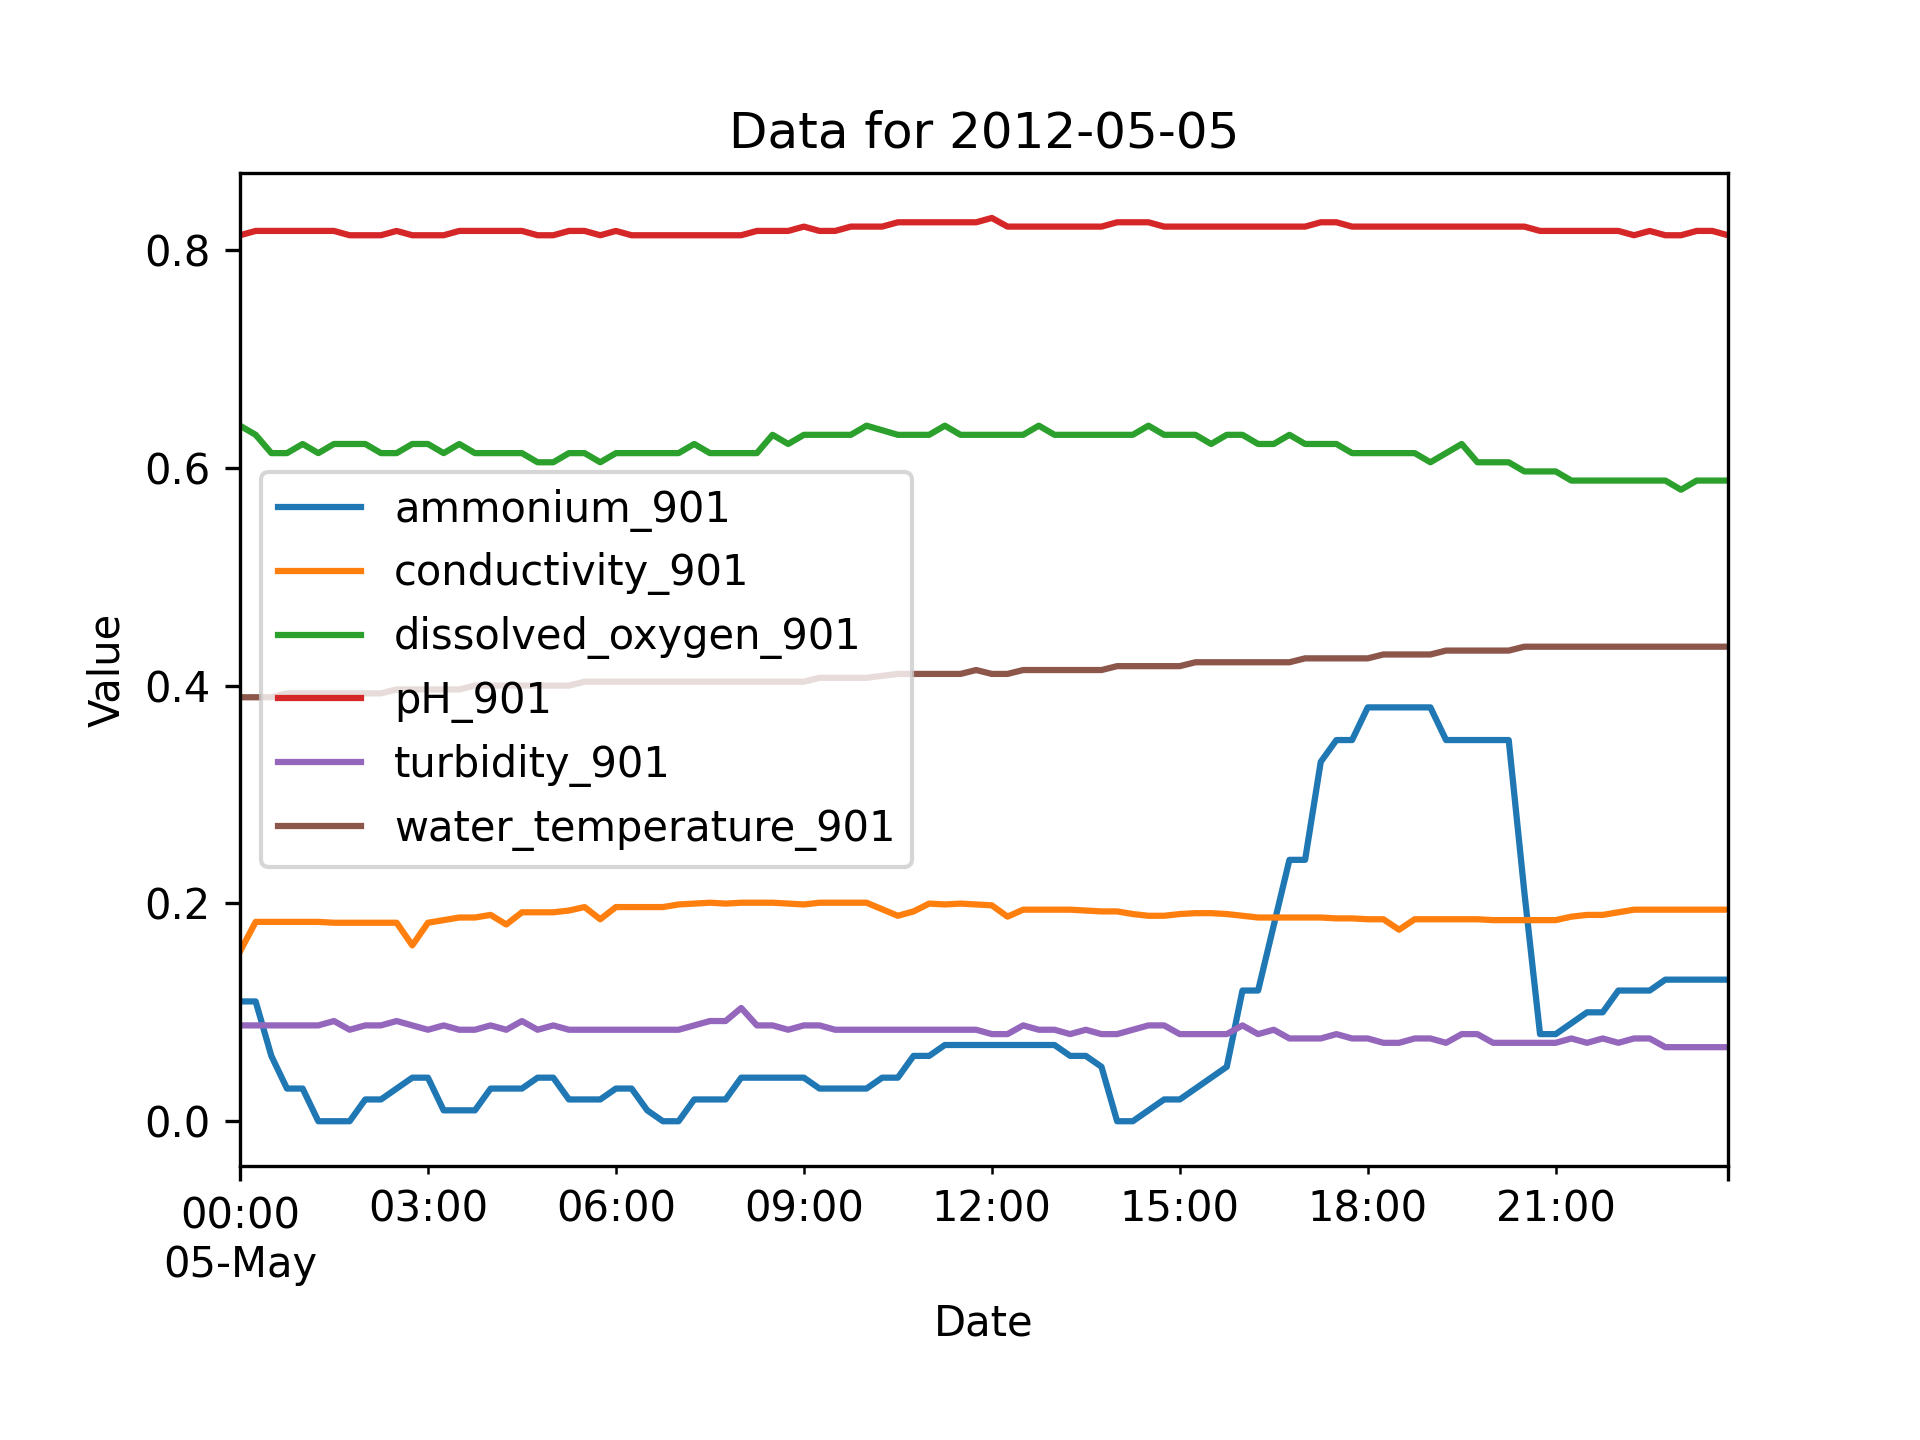 Data for 2012-05-05
Value
0.8
0.6
0.4
0.2
0.0
ammonium_901
conductivity_901
dissolved_oxygen_901
pH_901
turbidity_901
water_temperature_901
00:00 03:00 06:00 09:00 12:00 15:00 18:00 21:00
05-May
Date